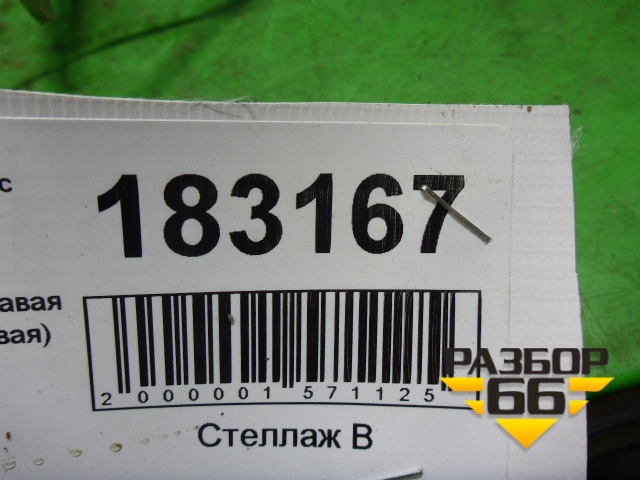 с
183167
авая
вая)
2 000001 571125
Стеллаж В
РАЗБОР
66